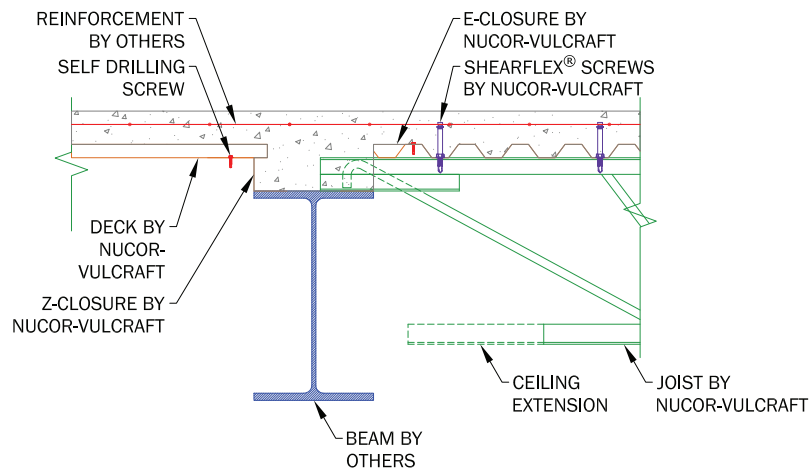 REINFORCEMENT
BY OTHERS
SELF DRILLING
SCREW
E-CLOSURE BY
NUCOR-VULCRAFT
SHEARFLEX® SCREWS
BY NUCOR-VULCRAFT
DECK BY
NUCOR-
VULCRAFT
Z-CLOSURE BY
NUCOR-VULCRAFT
CEILING
EXTENSION
JOIST BY
NUCOR-VULCRAFT
BEAM BY
OTHERS